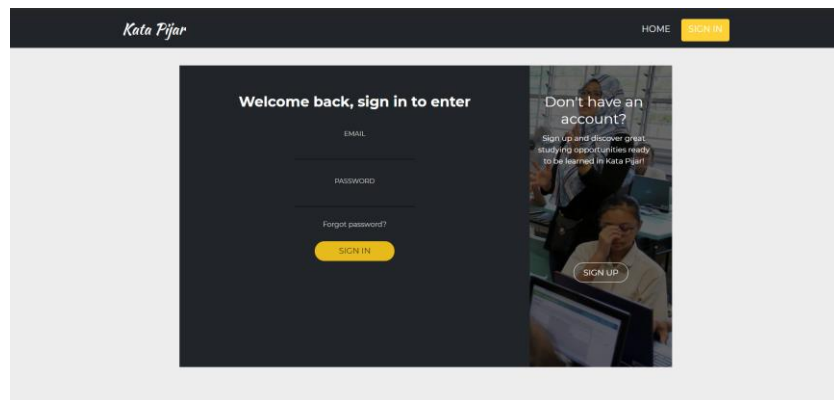 Kata Pijar
HOME
SIGN IN
Welcome back, sign in to enter
EMAIL
PASSWORD
Forgot password?
SIGN IN
Don't have an
account?
Sign up and discover great
studying opportunities ready
to be learned in Kata Pijar!
SIGN UP